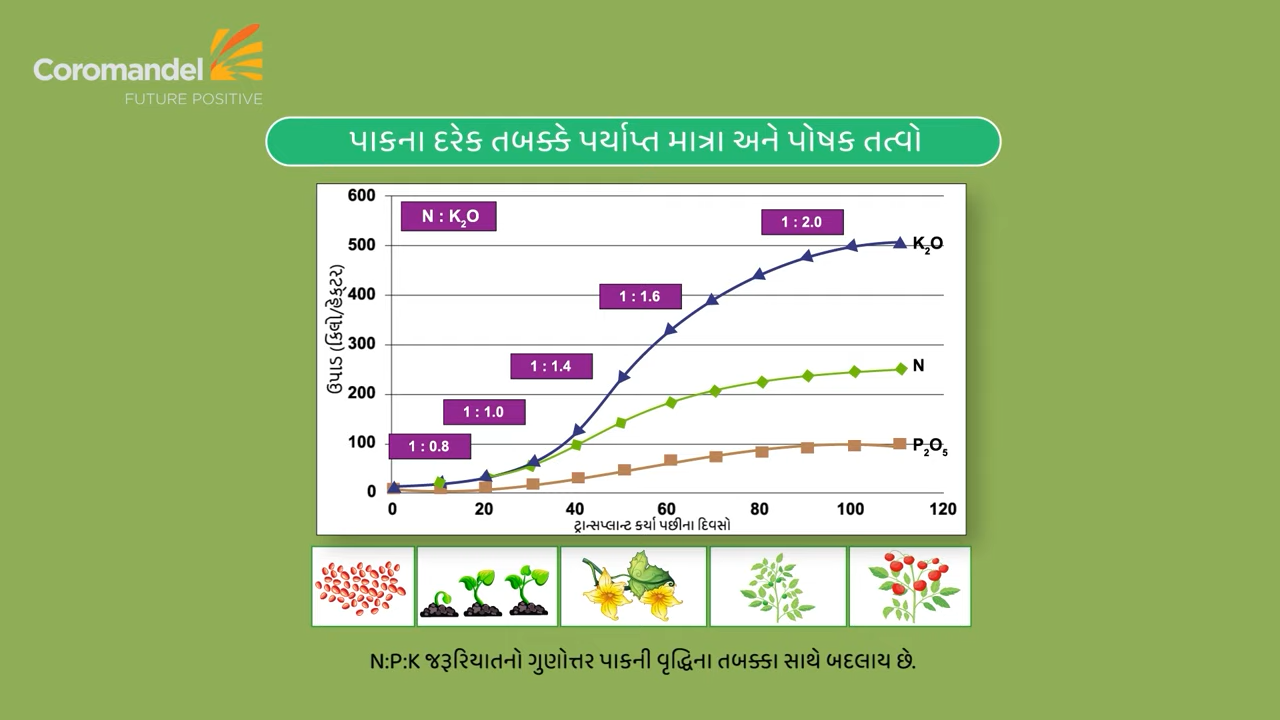 Coromandel
FUTURE POSITIVE
પાકના દરેક તબક્કે પર્યાપ્ત માત્રા અને પોષક તત્વો
ઉપાડ (કિલો/હેક્ટર)
600
500
400
300
200
100
0
N : K₂O
1 : 0.8
1 : 1.0
1 : 1.4
1 : 1.6
1 : 2.0
K₂O
N
P₂O₅
0 20 40 60 80 100 120
ટ્રાન્સપ્લાન્ટ કર્યા પછીના દિવસો
N:P:K જરૂરિયાતનો ગુણોત્તર પાકની વૃદ્ધિના તબક્કા સાથે બદલાય છે.